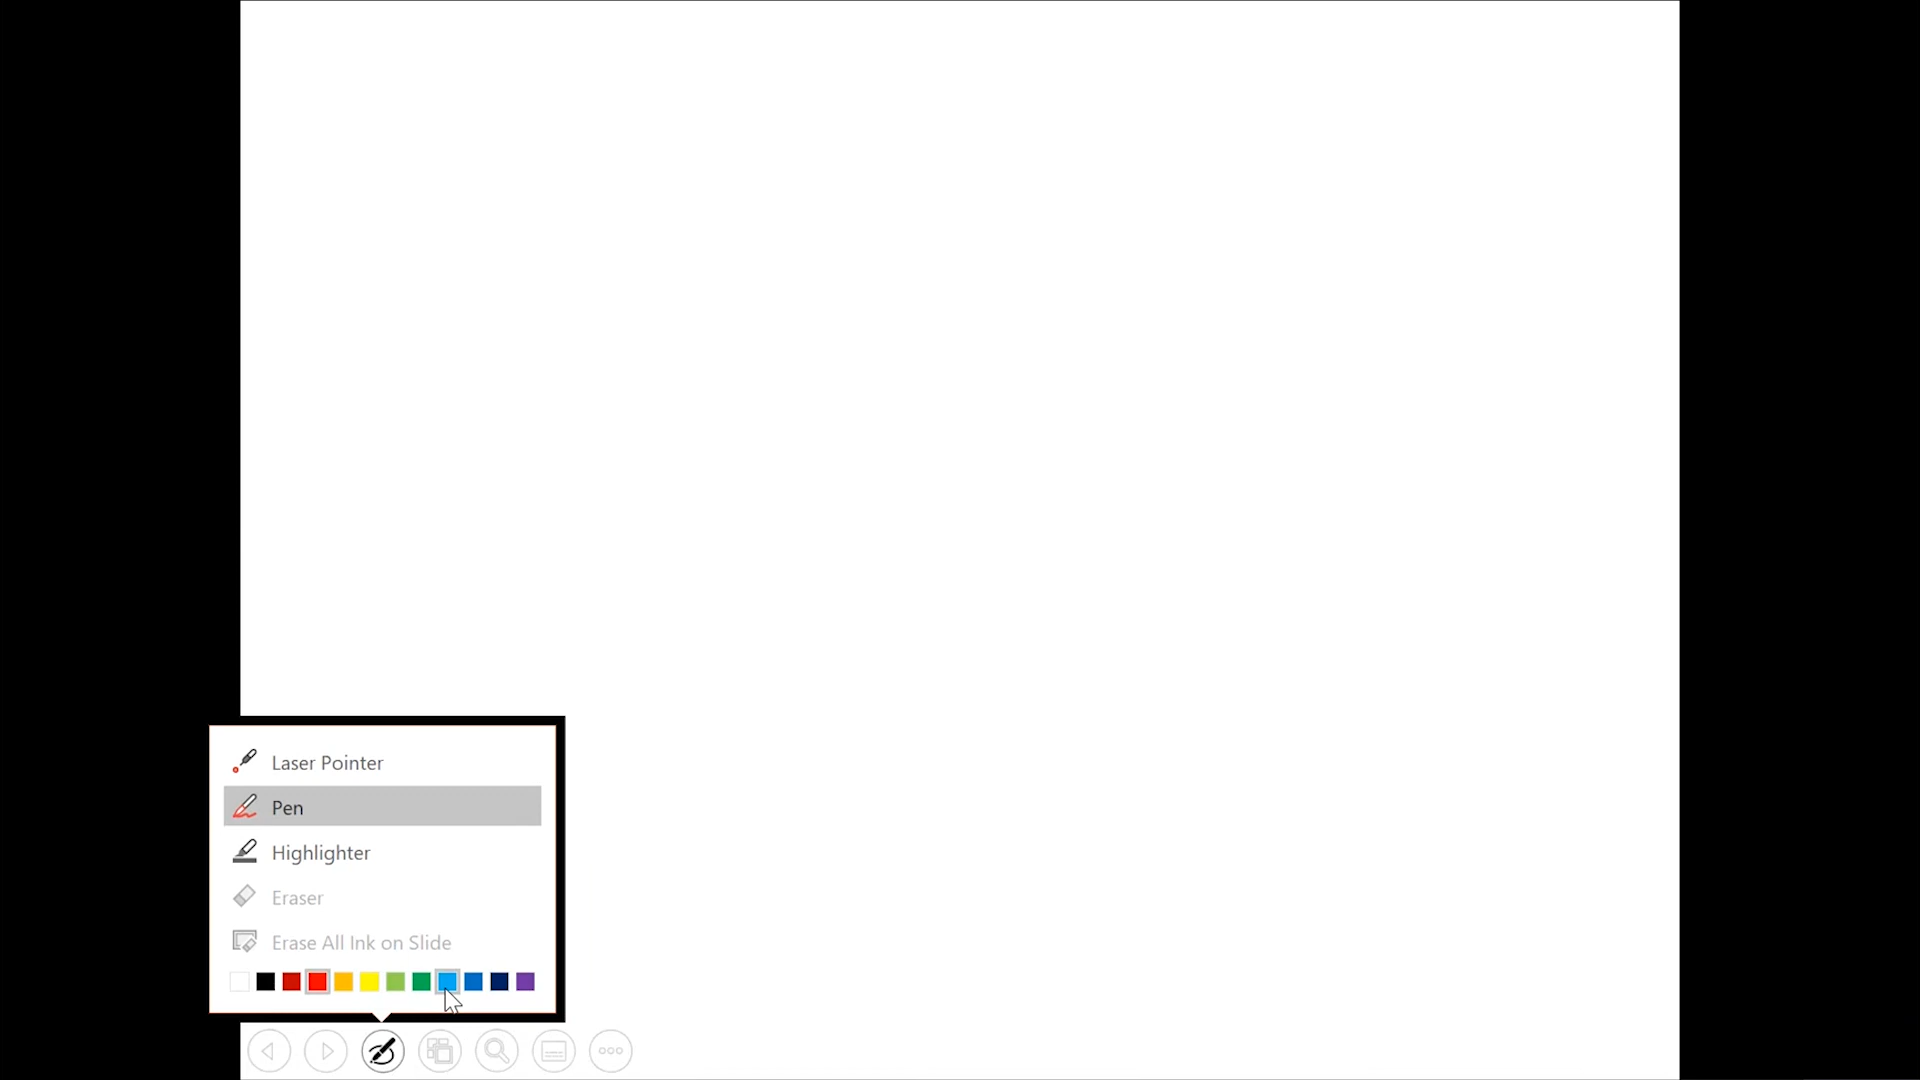 Laser Pointer
Pen
Highlighter
Eraser
Erase All Ink on Slide